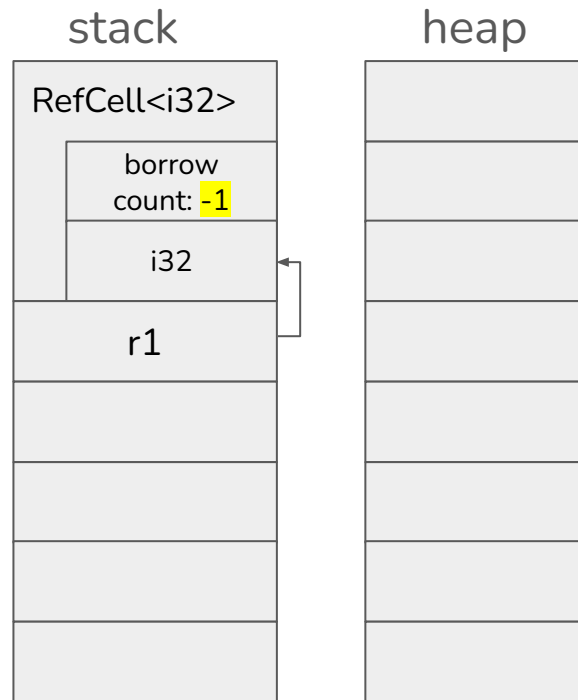 stack
heap
RefCell<i32>
borrow
count: -1
i32
r1